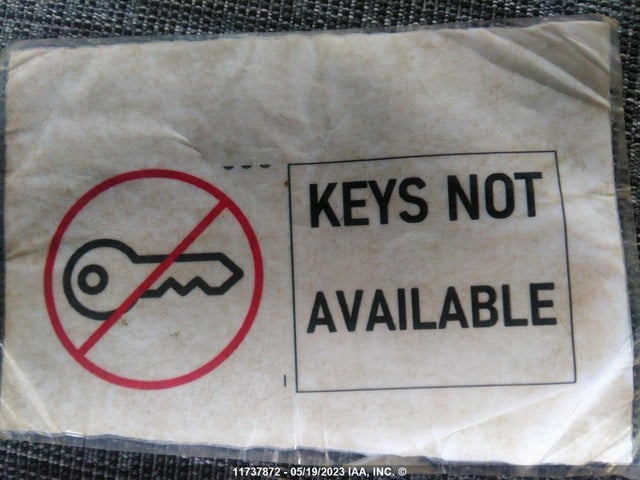 KEYS NOT
AVAILABLE
11737872 - 05/19/2023 IAA, INC. ©